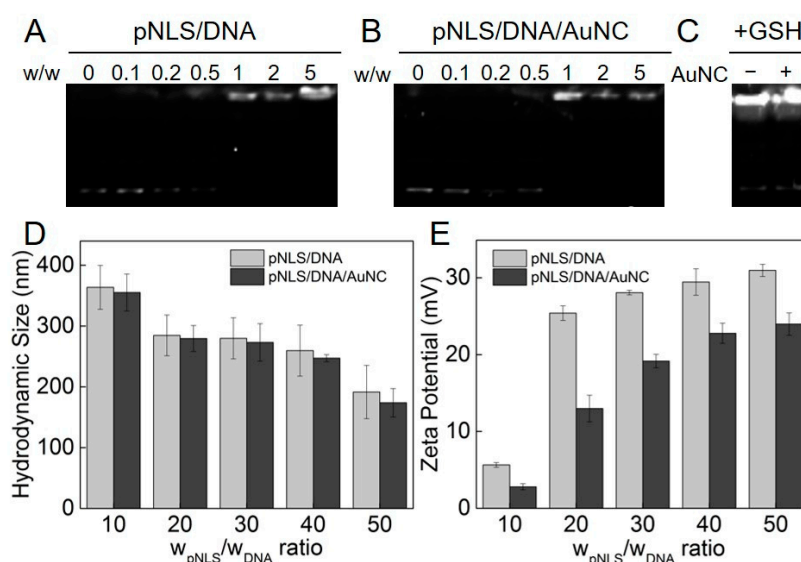 A pNLS/DNA
w/w 0 0.1 0.2 0.5 1 2 5
B pNLS/DNA/AuNC
w/w 0 0.1 0.2 0.5 1 2 5
C +GSH
AuNC − +
D
pNLS/DNA
pNLS/DNA/AuNC
Hydrodynamic Size (nm)
400
300
200
100
0
10 20 30 40 50
wpNLS/wDNA ratio
E
pNLS/DNA
pNLS/DNA/AuNC
Zeta Potential (mV)
30
20
10
0
10 20 30 40 50
wpNLS/wDNA ratio